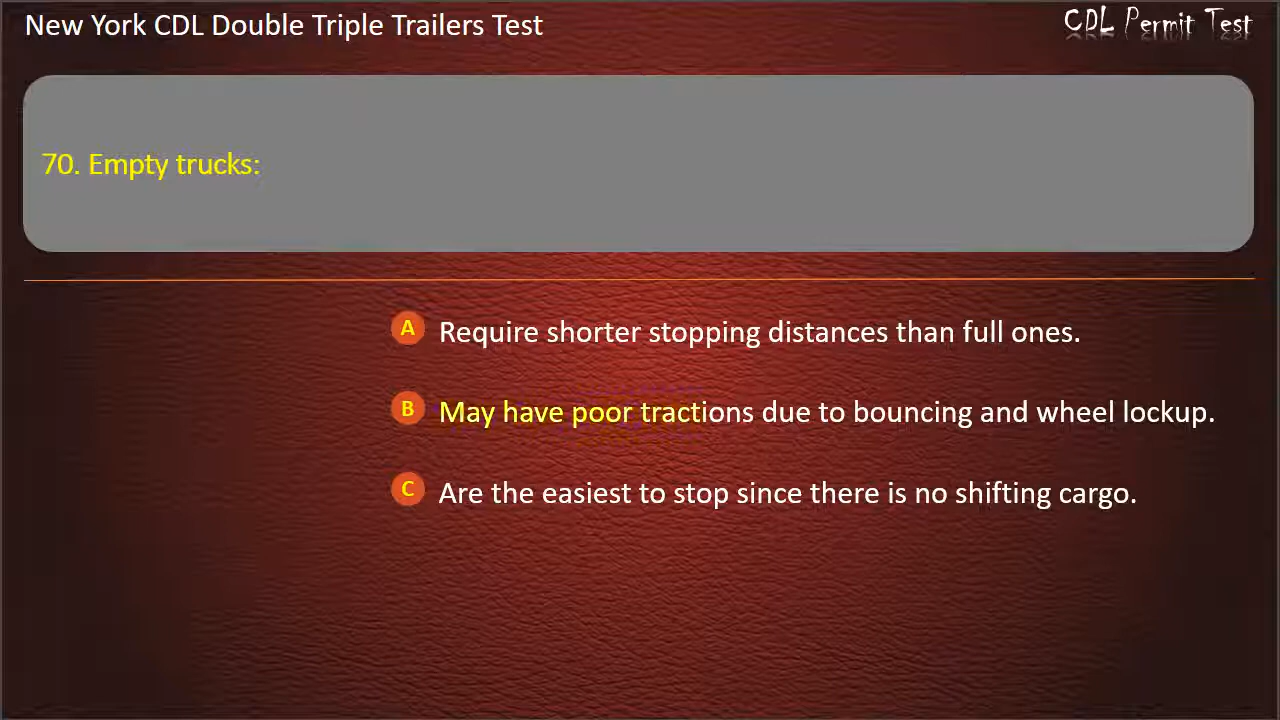 New York CDL Double Triple Trailers Test
CDL Permit Test
70. Empty trucks:
A Require shorter stopping distances than full ones.
B May have poor tractions due to bouncing and wheel lockup.
C Are the easiest to stop since there is no shifting cargo.